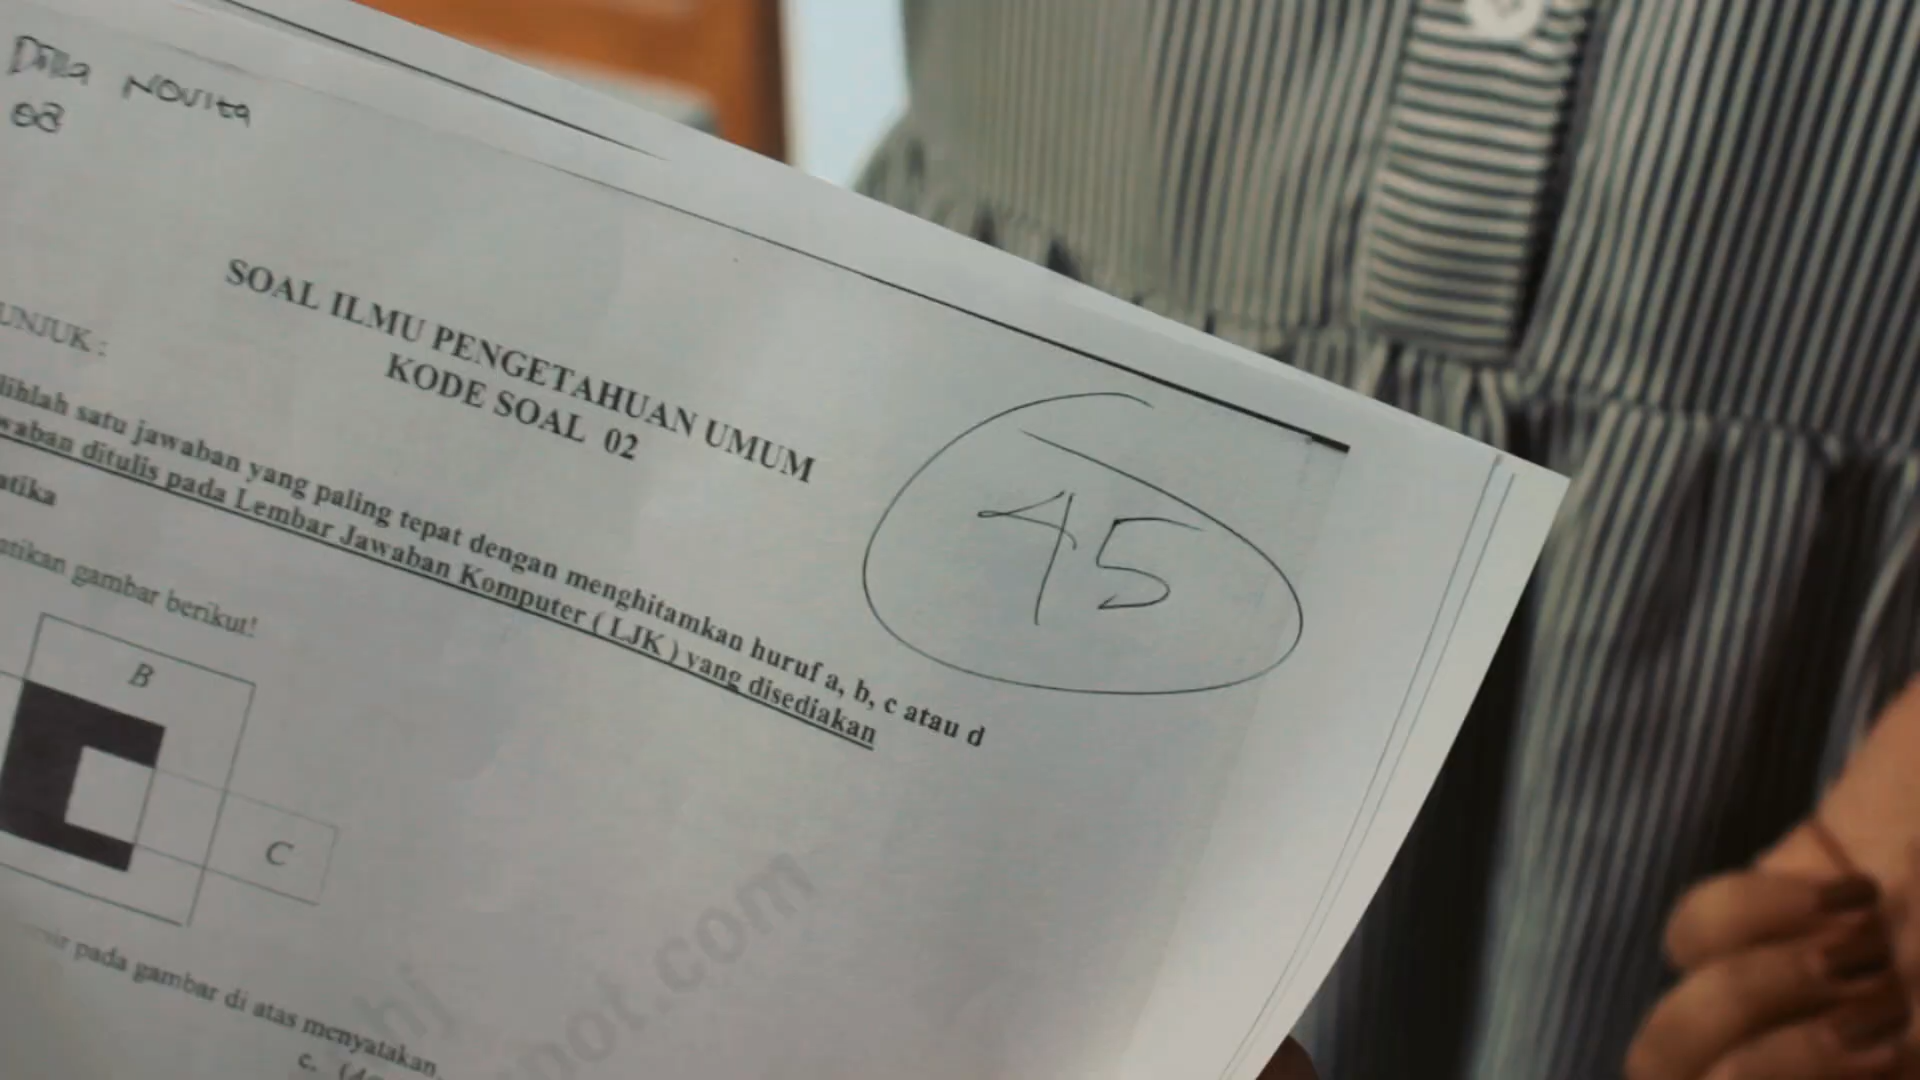 Dilla Novita
SOAL ILMU PENGETAHUAN UMUM
KODE SOAL 02
45
UNJUK :
lihlah satu jawaban yang paling tepat dengan menghitamkan huruf a, b, c atau d
waban ditulis pada Lembar Jawaban Komputer ( LJK ) yang disediakan
atika
atikan gambar berikut!
B
C
pada gambar di atas menyatakan
c.